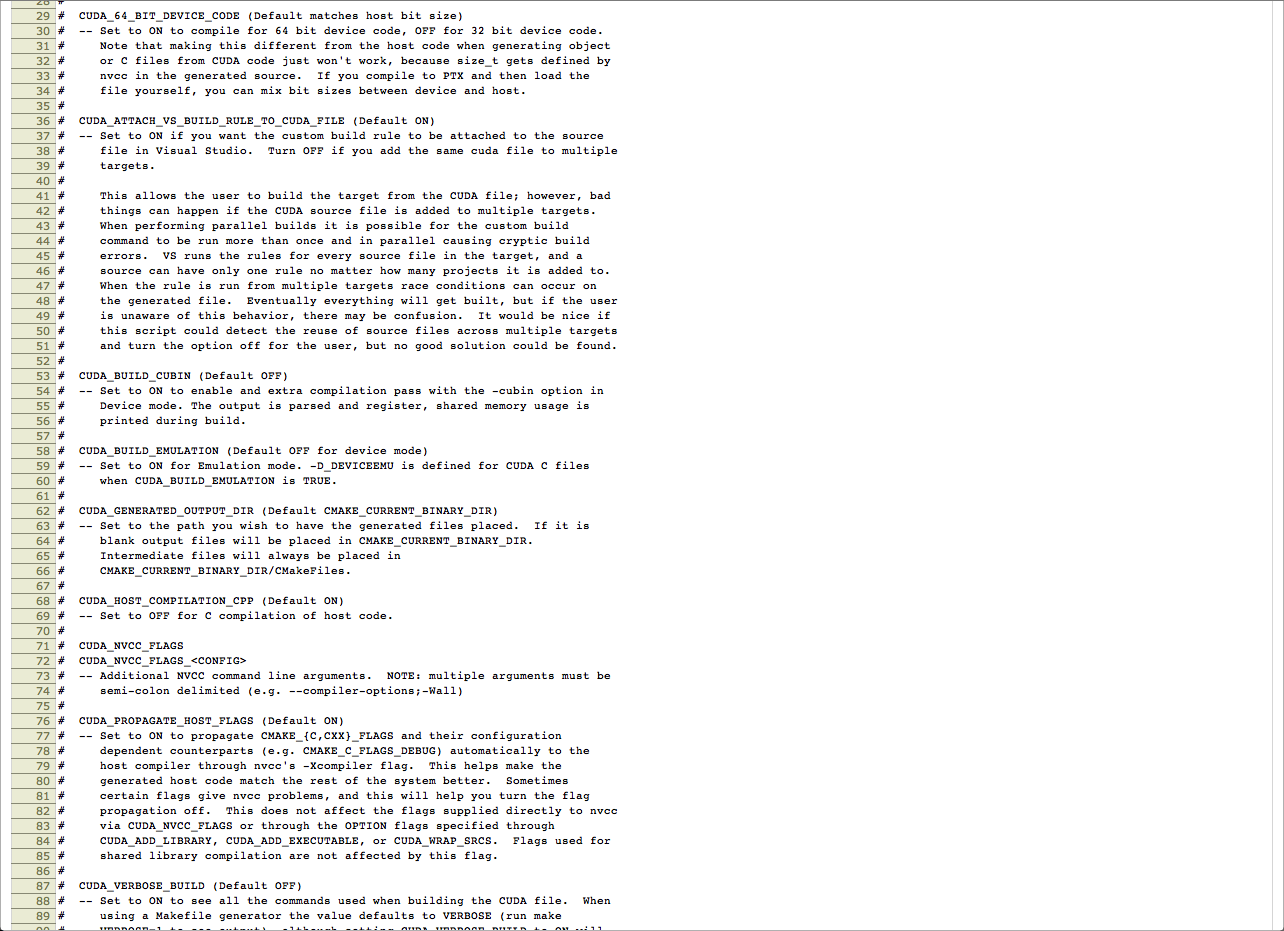 28 #
29 #  CUDA_64_BIT_DEVICE_CODE (Default matches host bit size)
30 #  -- Set to ON to compile for 64 bit device code, OFF for 32 bit device code.
31 #     Note that making this different from the host code when generating object
32 #     or C files from CUDA code just won't work, because size_t gets defined by
33 #     nvcc in the generated source.  If you compile to PTX and then load the
34 #     file yourself, you can mix bit sizes between device and host.
35 #
36 #  CUDA_ATTACH_VS_BUILD_RULE_TO_CUDA_FILE (Default ON)
37 #  -- Set to ON if you want the custom build rule to be attached to the source
38 #     file in Visual Studio.  Turn OFF if you add the same cuda file to multiple
39 #     targets.
40 #
41 #     This allows the user to build the target from the CUDA file; however, bad
42 #     things can happen if the CUDA source file is added to multiple targets.
43 #     When performing parallel builds it is possible for the custom build
44 #     command to be run more than once and in parallel causing cryptic build
45 #     errors.  VS runs the rules for every source file in the target, and a
46 #     source can have only one rule no matter how many projects it is added to.
47 #     When the rule is run from multiple targets race conditions can occur on
48 #     the generated file.  Eventually everything will get built, but if the user
49 #     is unaware of this behavior, there may be confusion.  It would be nice if
50 #     this script could detect the reuse of source files across multiple targets
51 #     and turn the option off for the user, but no good solution could be found.
52 #
53 #  CUDA_BUILD_CUBIN (Default OFF)
54 #  -- Set to ON to enable and extra compilation pass with the -cubin option in
55 #     Device mode. The output is parsed and register, shared memory usage is
56 #     printed during build.
57 #
58 #  CUDA_BUILD_EMULATION (Default OFF for device mode)
59 #  -- Set to ON for Emulation mode. -D_DEVICEEMU is defined for CUDA C files
60 #     when CUDA_BUILD_EMULATION is TRUE.
61 #
62 #  CUDA_GENERATED_OUTPUT_DIR (Default CMAKE_CURRENT_BINARY_DIR)
63 #  -- Set to the path you wish to have the generated files placed.  If it is
64 #     blank output files will be placed in CMAKE_CURRENT_BINARY_DIR.
65 #     Intermediate files will always be placed in
66 #     CMAKE_CURRENT_BINARY_DIR/CMakeFiles.
67 #
68 #  CUDA_HOST_COMPILATION_CPP (Default ON)
69 #  -- Set to OFF for C compilation of host code.
70 #
71 #  CUDA_NVCC_FLAGS
72 #  CUDA_NVCC_FLAGS_<CONFIG>
73 #  -- Additional NVCC command line arguments.  NOTE: multiple arguments must be
74 #     semi-colon delimited (e.g. --compiler-options;-Wall)
75 #
76 #  CUDA_PROPAGATE_HOST_FLAGS (Default ON)
77 #  -- Set to ON to propagate CMAKE_{C,CXX}_FLAGS and their configuration
78 #     dependent counterparts (e.g. CMAKE_C_FLAGS_DEBUG) automatically to the
79 #     host compiler through nvcc's -Xcompiler flag.  This helps make the
80 #     generated host code match the rest of the system better.  Sometimes
81 #     certain flags give nvcc problems, and this will help you turn the flag
82 #     propagation off.  This does not affect the flags supplied directly to nvcc
83 #     via CUDA_NVCC_FLAGS or through the OPTION flags specified through
84 #     CUDA_ADD_LIBRARY, CUDA_ADD_EXECUTABLE, or CUDA_WRAP_SRCS.  Flags used for
85 #     shared library compilation are not affected by this flag.
86 #
87 #  CUDA_VERBOSE_BUILD (Default OFF)
88 #  -- Set to ON to see all the commands used when building the CUDA file.  When
89 #     using a Makefile generator the value defaults to VERBOSE (run make
90 #     VERBOSE=1 to see output), although setting CUDA_VERBOSE_BUILD to ON will